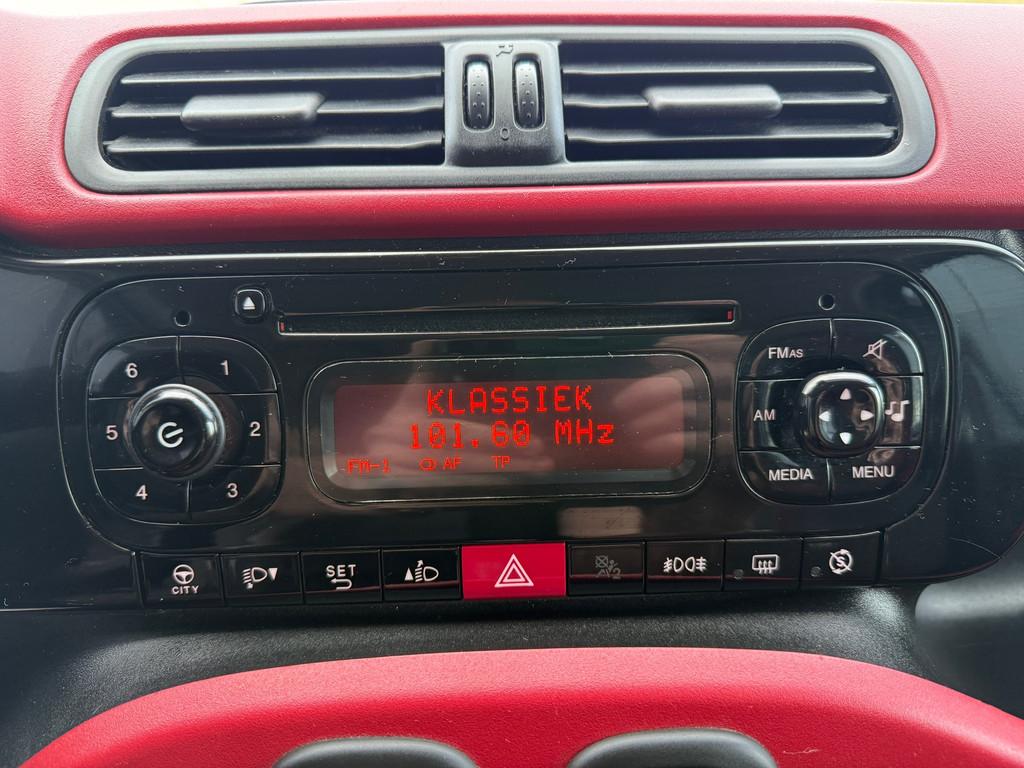 0
6 1
5 2
4 3
KLASSIEK
101.60 MHz
FM-1 AF TP
FMAS
AM
MEDIA MENU
CITY
SET